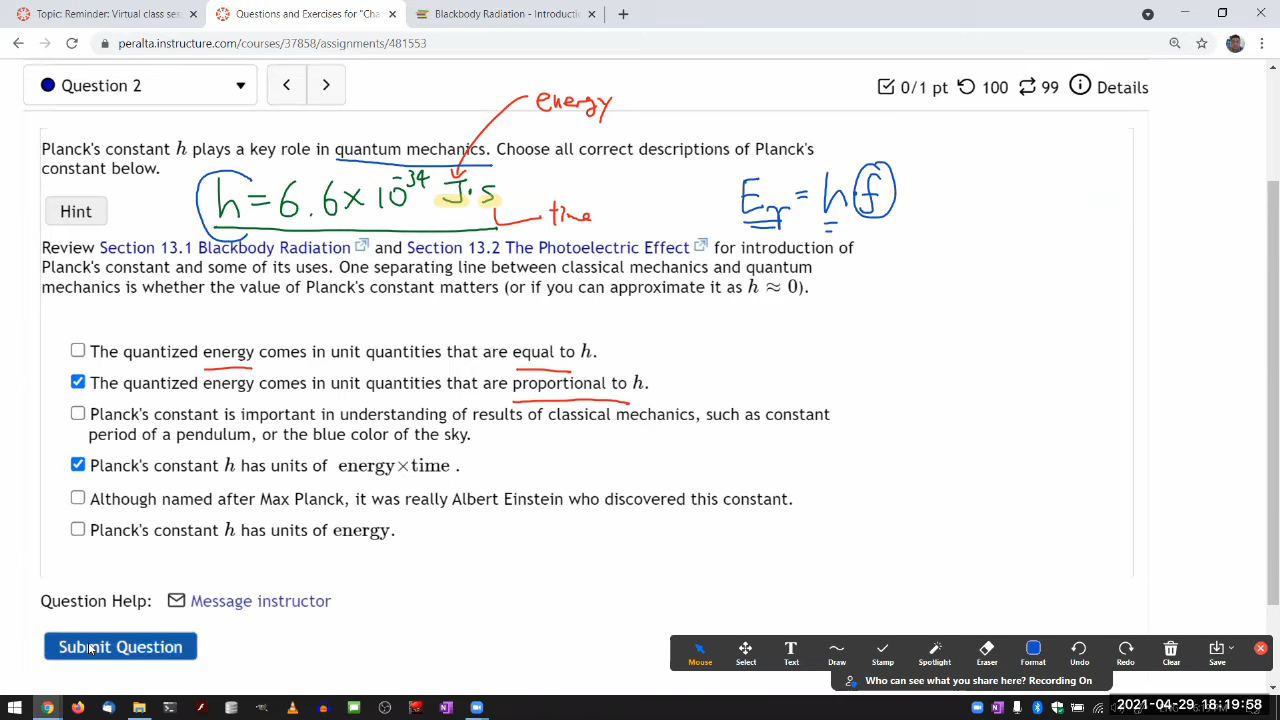 Topic: Reminder: Virtual class ses
Questions and Exercises for "Cha
Blackbody Radiation - Introducti
peralta.instructure.com/courses/37858/assignments/481553
Question 2
0/1 pt 100 99 Details
energy
Planck's constant h plays a key role in quantum mechanics. Choose all correct descriptions of Planck's
constant below.
h = 6.6 × 10⁻³⁴ J·s
time
E_γ = h f
Hint
Review Section 13.1 Blackbody Radiation and Section 13.2 The Photoelectric Effect for introduction of
Planck's constant and some of its uses. One separating line between classical mechanics and quantum
mechanics is whether the value of Planck's constant matters (or if you can approximate it as h ≈ 0).
The quantized energy comes in unit quantities that are equal to h.
The quantized energy comes in unit quantities that are proportional to h.
Planck's constant is important in understanding of results of classical mechanics, such as constant
period of a pendulum, or the blue color of the sky.
Planck's constant h has units of energy×time .
Although named after Max Planck, it was really Albert Einstein who discovered this constant.
Planck's constant h has units of energy.
Question Help: Message instructor
Submit Question
Mouse Select Text Draw Stamp Spotlight Eraser Format Undo Redo Clear Save
Who can see what you share here? Recording On
2021-04-29 18:19:58